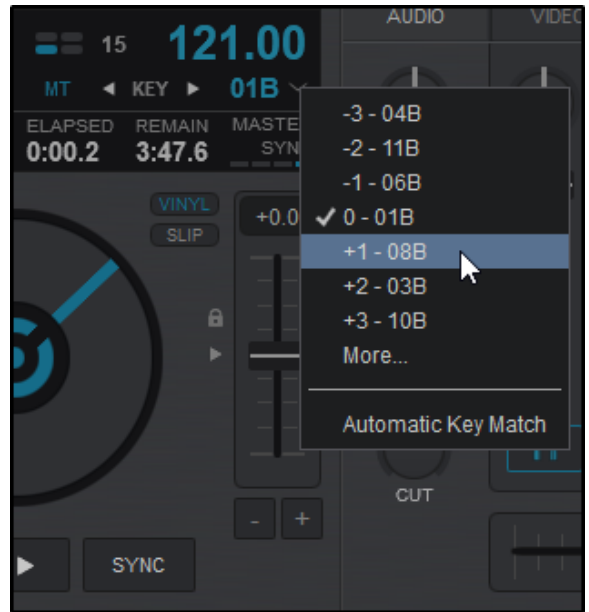 AUDIO VIDEO
15 121.00
MT ◄ KEY ► 01B
ELAPSED REMAIN
0:00.2 3:47.6
VINYL
SLIP
+0.0
-3 - 04B
-2 - 11B
-1 - 06B
✓ 0 - 01B
+1 - 08B
+2 - 03B
+3 - 10B
More...
Automatic Key Match
CUT
- +
SYNC